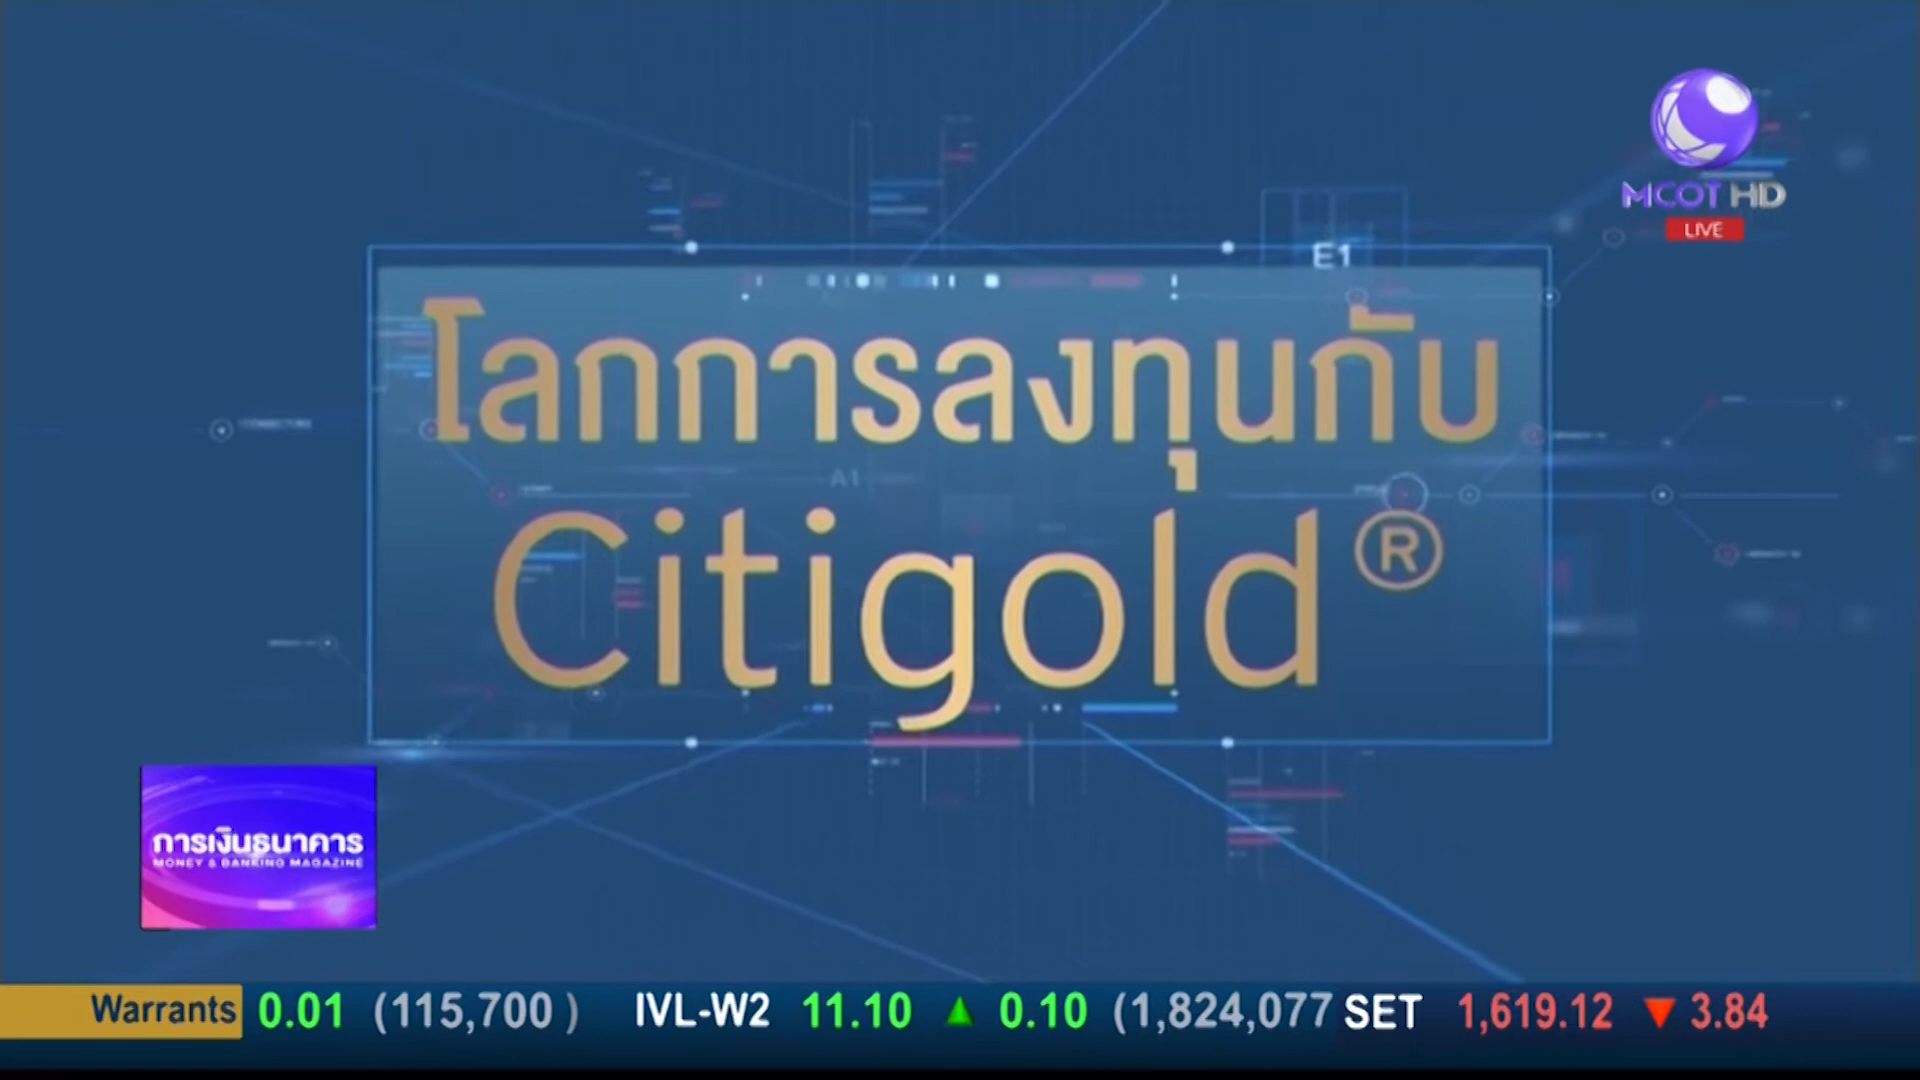 MCOT HD
LIVE
E1
โลกการลงทุนกับ
A1
Citigold®
การเงินธนาคาร
MONEY & BANKING MAGAZINE
Warrants 0.01 (115,700 ) IVL-W2 11.10 ▲ 0.10 (1,824,077 SET 1,619.12 ▼ 3.84